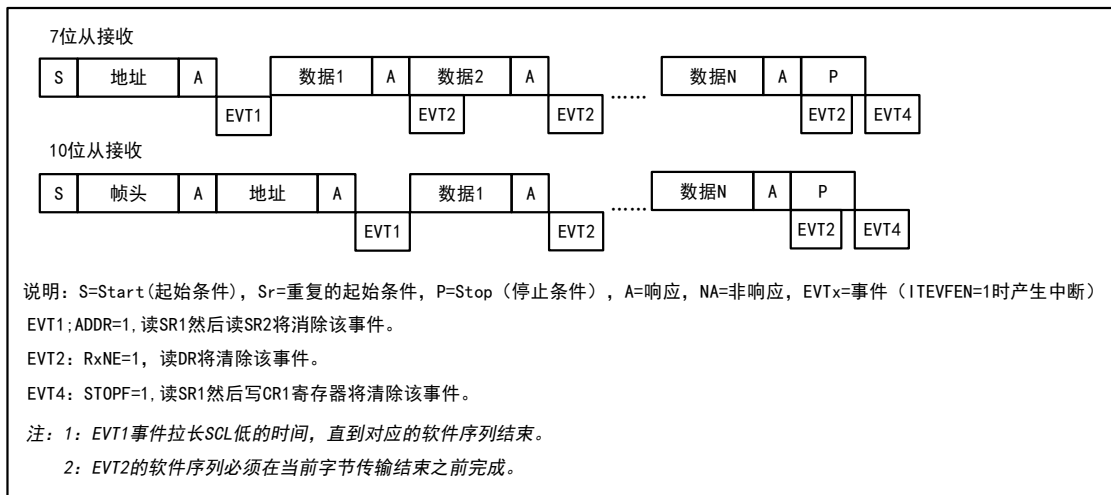 7位从接收
S 地址 A 数据1 A 数据2 A 数据N A P
EVT1 EVT2 EVT2 …… EVT2 EVT4
10位从接收
S 帧头 A 地址 A 数据1 A 数据N A P
EVT1 EVT2 …… EVT2 EVT4
说明：S=Start(起始条件)，Sr=重复的起始条件，P=Stop（停止条件），A=响应，NA=非响应，EVTx=事件（ITEVFEN=1时产生中断）
EVT1;ADDR=1,读SR1然后读SR2将消除该事件。
EVT2：RxNE=1，读DR将清除该事件。
EVT4：STOPF=1,读SR1然后写CR1寄存器将清除该事件。
注：1：EVT1事件拉长SCL低的时间，直到对应的软件序列结束。
2：EVT2的软件序列必须在当前字节传输结束之前完成。